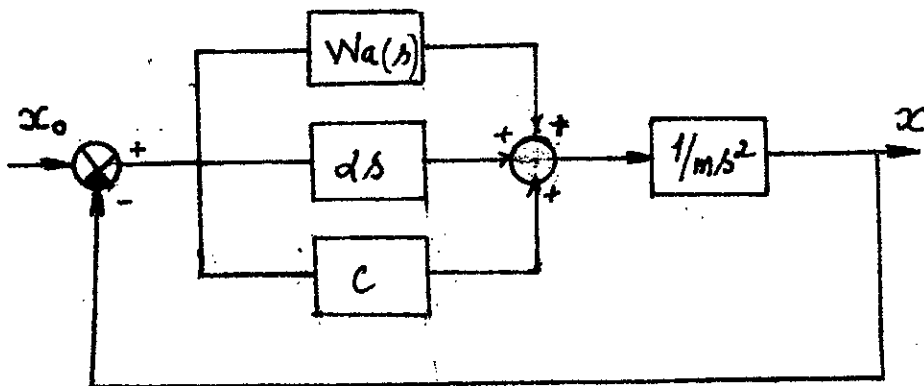 Wa(s)
x₀
+
+
+
x
αs
1/ms²
-
+
C